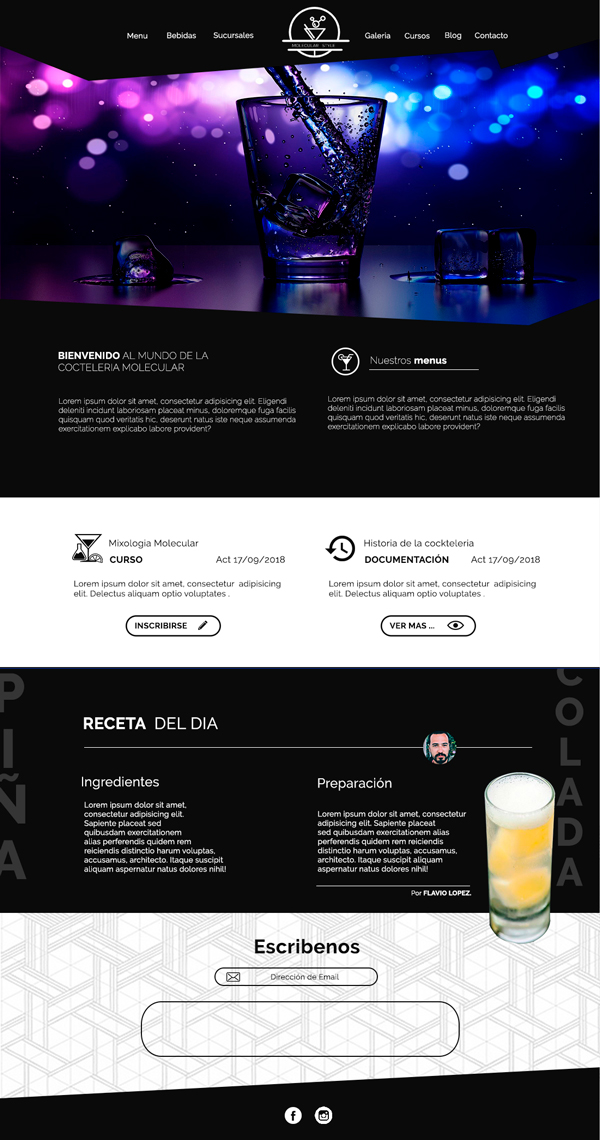 Menu
Bebidas
Sucursales
MOLECULAR STYLE
Galeria
Cursos
Blog
Contacto
BIENVENIDO AL MUNDO DE LA
COCTELERIA MOLECULAR
Lorem ipsum dolor sit amet, consectetur adipisicing elit. Eligendi
deleniti incidunt laboriosam placeat minus, doloremque fuga facilis
quisquam quod veritatis hic, deserunt natus iste neque assumenda
exercitationem explicabo labore provident?
Nuestros menus
Lorem ipsum dolor sit amet, consectetur adipisicing elit. Eligendi
deleniti incidunt laboriosam placeat minus, doloremque fuga facilis
quisquam quod veritatis hic, deserunt natus iste neque assumenda
exercitationem explicabo labore provident?
Mixologia Molecular
CURSO
Act 17/09/2018
Lorem ipsum dolor sit amet, consectetur adipisicing
elit. Delectus aliquam optio voluptates .
INSCRIBIRSE
Historia de la cockteleria
DOCUMENTACIÓN
Act 17/09/2018
Lorem ipsum dolor sit amet, consectetur adipisicing
elit. Delectus aliquam optio voluptates .
VER MAS ...
PIÑA
COLADA
RECETA DEL DIA
Ingredientes
Lorem ipsum dolor sit amet,
consectetur adipisicing elit.
Sapiente placeat sed
quibusdam exercitationem
alias perferendis quidem rem
reiciendis distinctio harum voluptas,
accusamus, architecto. Itaque suscipit
aliquam aspernatur natus dolores nihil!
Preparación
Lorem ipsum dolor sit amet, consectetur
adipisicing elit. Sapiente placeat
sed quibusdam exercitationem
alias perferendis quidem rem reiciendis
distinctio harum voluptas, accusamus,
architecto. Itaque suscipit aliquam
aspernatur natus dolores nihil!
Por FLAVIO LOPEZ.
Escribenos
Dirección de Email